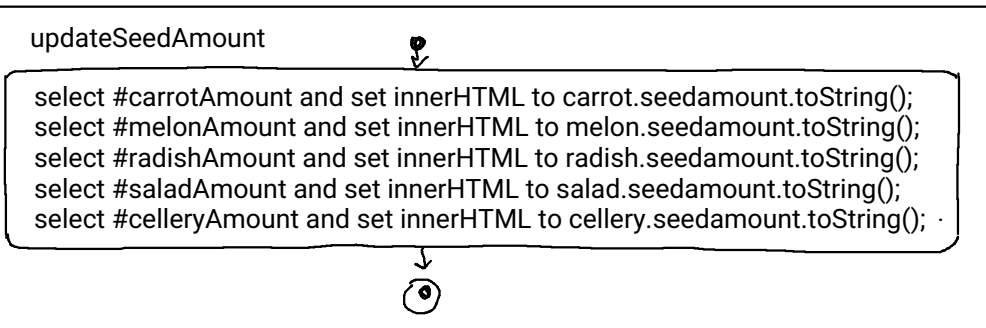 updateSeedAmount
select #carrotAmount and set innerHTML to carrot.seedamount.toString();
select #melonAmount and set innerHTML to melon.seedamount.toString();
select #radishAmount and set innerHTML to radish.seedamount.toString();
select #saladAmount and set innerHTML to salad.seedamount.toString();
select #celleryAmount and set innerHTML to cellery.seedamount.toString();